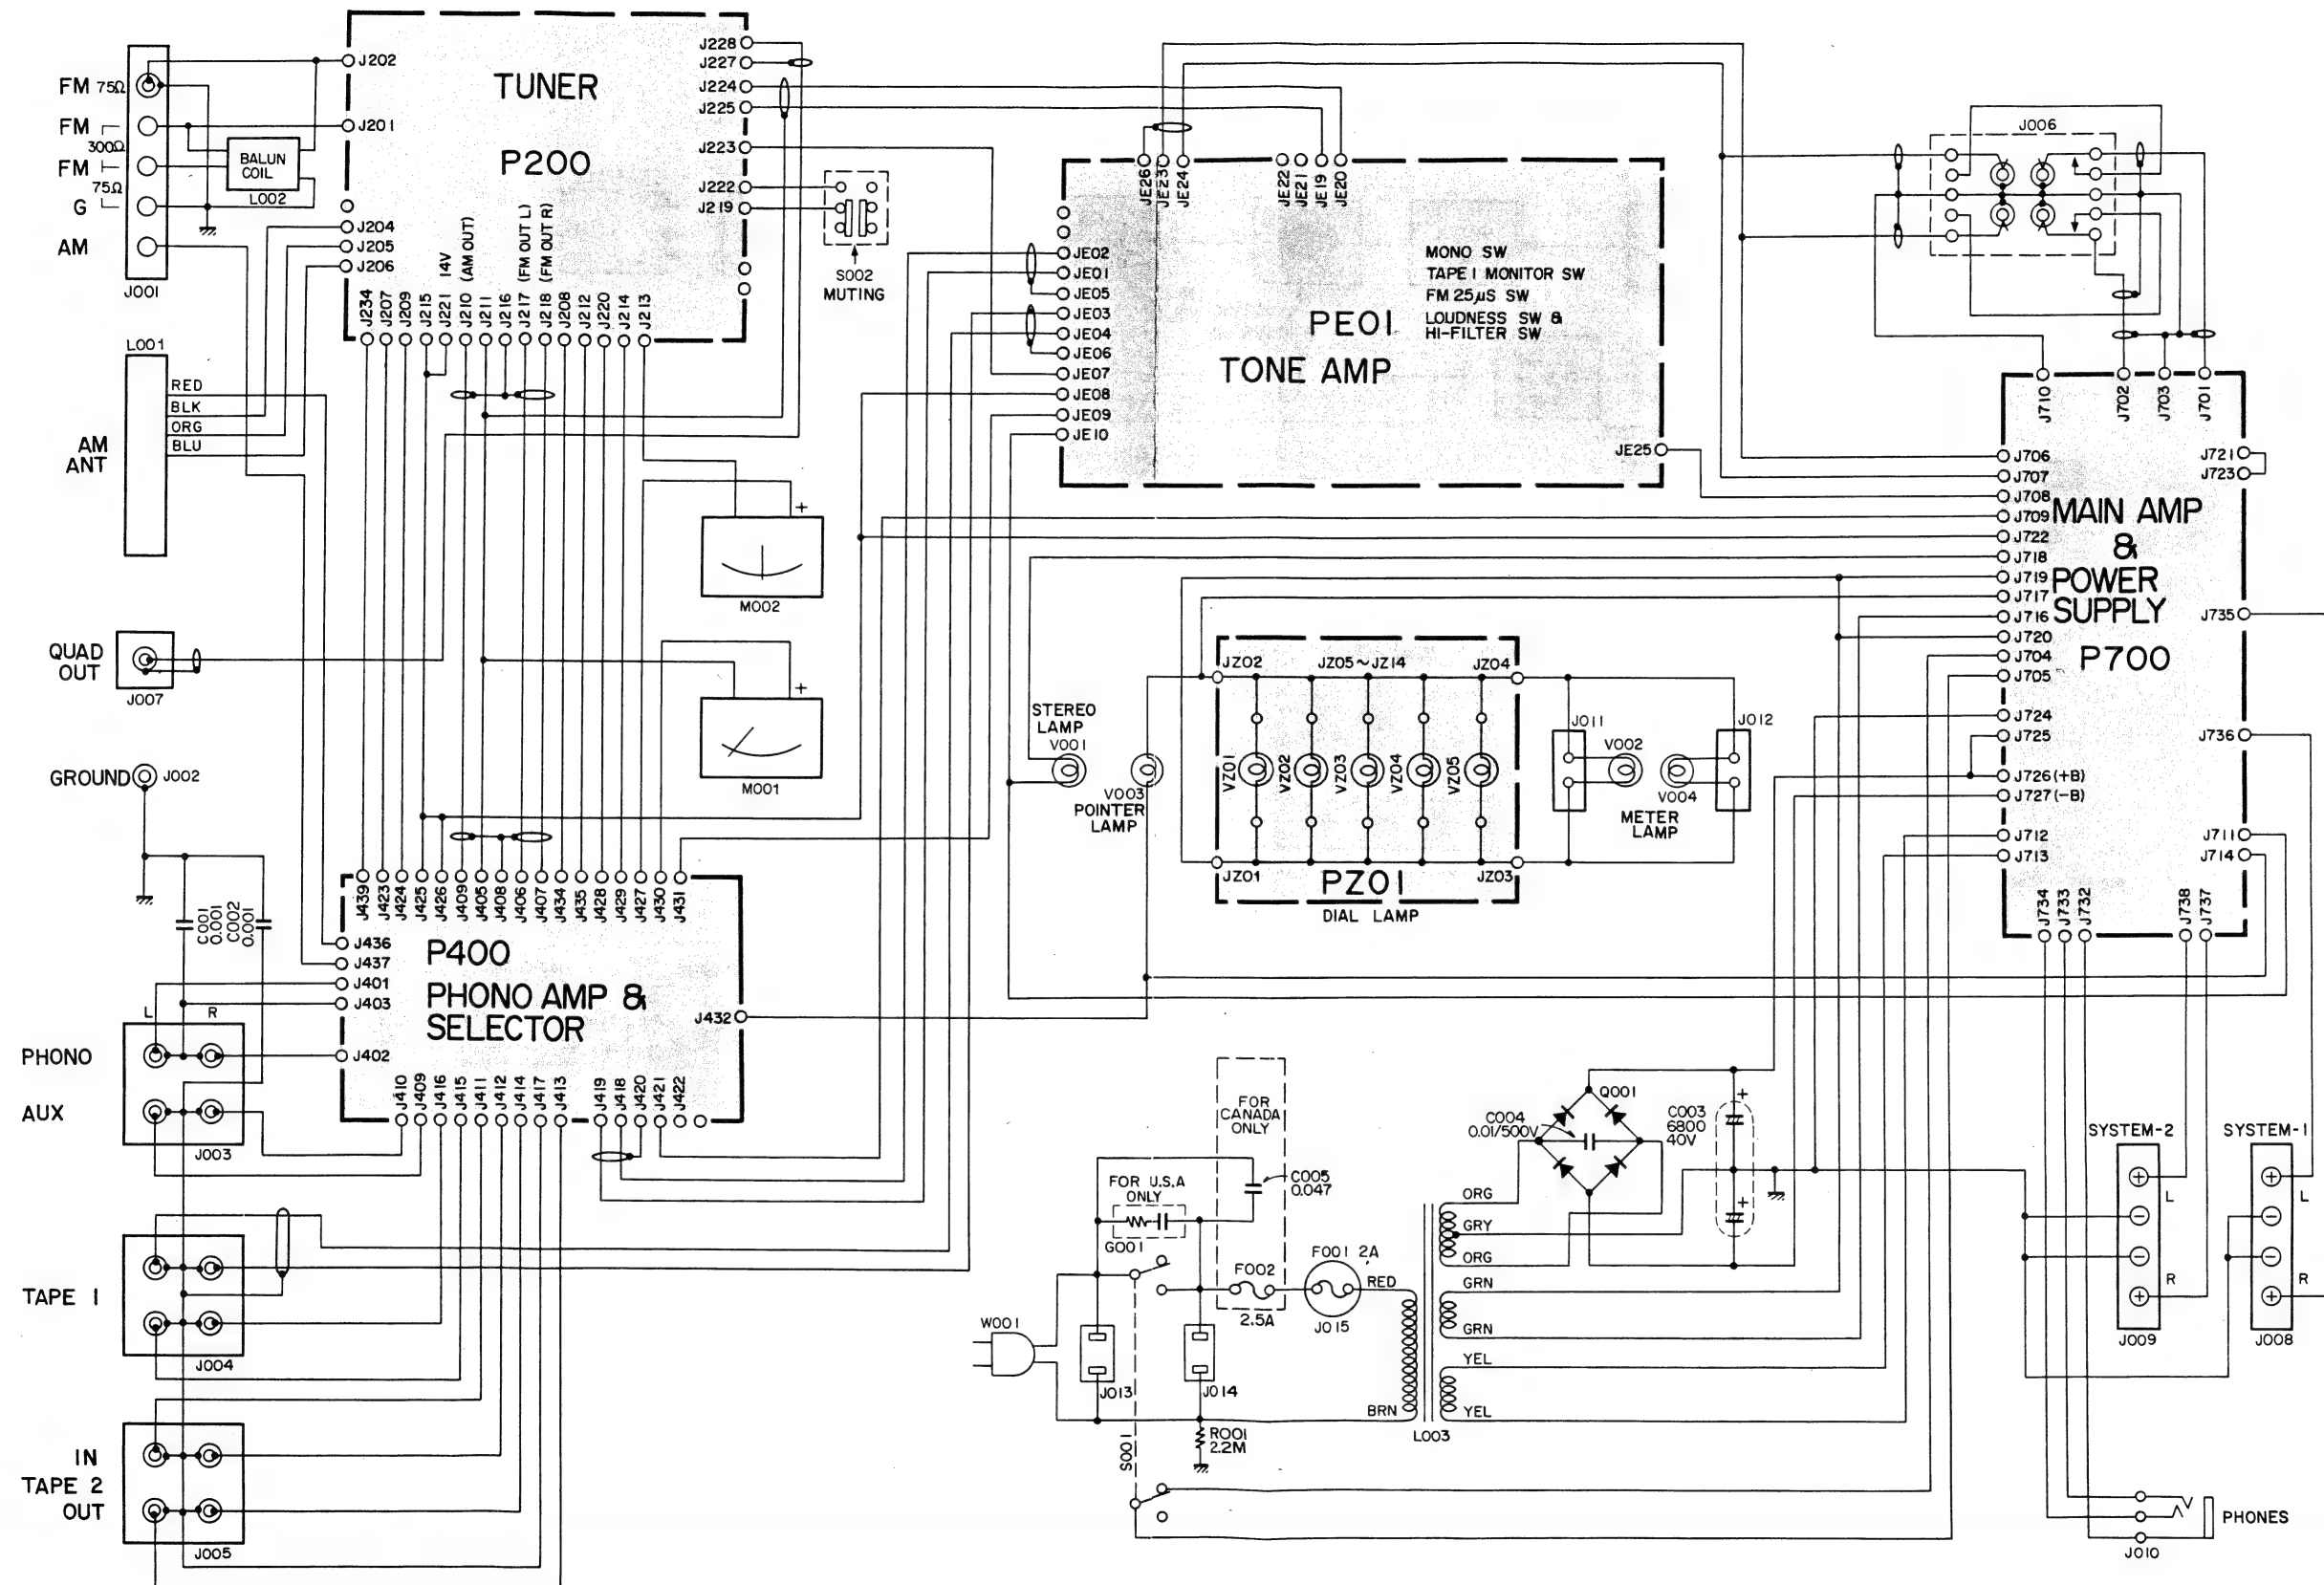 FM 75Ω
FM
300Ω
FM
75Ω
G
AM
J001
BALUN
COIL
L002
J202
J201
J204
J205
J206
TUNER
P200
J228
J227
J224
J225
J223
J222
J219
J234
J207
J209
J215
J221 14V
J210 (AM OUT)
J211
J216
J217 (FM OUT L)
J218 (FM OUT R)
J208
J212
J220
J214
J213
S002
MUTING
L001
RED
BLK
ORG
BLU
AM
ANT
M002
+
M001
+
QUAD
OUT
J007
GROUND
J002
C001
0.001
C002
0.001
JE26
JE23
JE24
JE22
JE21
JE19
JE20
JE02
JE01
JE05
JE03
JE04
JE06
JE07
JE08
JE09
JE10
JE25
PE01
TONE AMP
MONO SW
TAPE 1 MONITOR SW
FM 25μS SW
LOUDNESS SW &
HI-FILTER SW
J006
J710
J702
J703
J701
J706
J707
J708
J709
J722
J718
J719
J717
J716
J720
J704
J705
J724
J725
J726(+B)
J727(-B)
J712
J713
J721
J723
J735
J736
J711
J714
J734
J733
J732
J738
J737
MAIN AMP
&
POWER
SUPPLY
P700
STEREO
LAMP
V001
V003
POINTER
LAMP
JZ02
JZ05~JZ14
JZ04
VZ01
VZ02
VZ03
VZ04
VZ05
JZ01
PZ01
JZ03
DIAL LAMP
J011
V002
V004
J012
METER
LAMP
J439
J423
J424
J425
J426
J409
J405
J408
J406
J407
J434
J435
J428
J429
J427
J430
J431
J436
J437
J401
J403
J402
J432
P400
PHONO AMP &
SELECTOR
J410
J409
J416
J415
J411
J412
J414
J417
J413
J419
J418
J420
J421
J422
L
R
PHONO
AUX
J003
TAPE 1
J004
IN
TAPE 2
OUT
J005
FOR
CANADA
ONLY
FOR U.S.A
ONLY
G001
C005
0.047
F002
2.5A
F001 2A
J015
RED
BRN
W001
J013
J014
R001
2.2M
S001
L003
C004
0.01/500V
Q001
C003
6800
40V
+
+
ORG
GRY
ORG
GRN
GRN
YEL
YEL
SYSTEM-2
L
R
J009
SYSTEM-1
L
R
J008
PHONES
J010